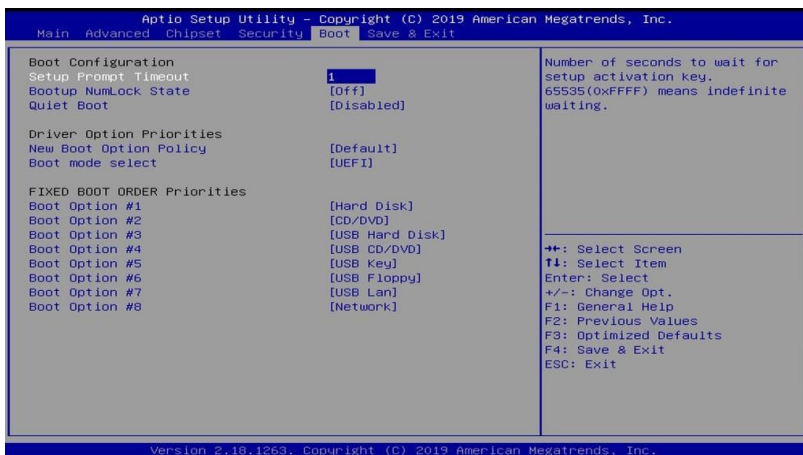 Aptio Setup Utility – Copyright (C) 2019 American Megatrends, Inc.
Main Advanced Chipset Security Boot Save & Exit
Boot Configuration
Setup Prompt Timeout 1
Bootup NumLock State [Off]
Quiet Boot [Disabled]
Driver Option Priorities
New Boot Option Policy [Default]
Boot mode select [UEFI]
FIXED BOOT ORDER Priorities
Boot Option #1 [Hard Disk]
Boot Option #2 [CD/DVD]
Boot Option #3 [USB Hard Disk]
Boot Option #4 [USB CD/DVD]
Boot Option #5 [USB Key]
Boot Option #6 [USB Floppy]
Boot Option #7 [USB Lan]
Boot Option #8 [Network]
Number of seconds to wait for
setup activation key.
65535(0xFFFF) means indefinite
waiting.
→←: Select Screen
↑↓: Select Item
Enter: Select
+/-: Change Opt.
F1: General Help
F2: Previous Values
F3: Optimized Defaults
F4: Save & Exit
ESC: Exit
Version 2.18.1263. Copyright (C) 2019 American Megatrends, Inc.